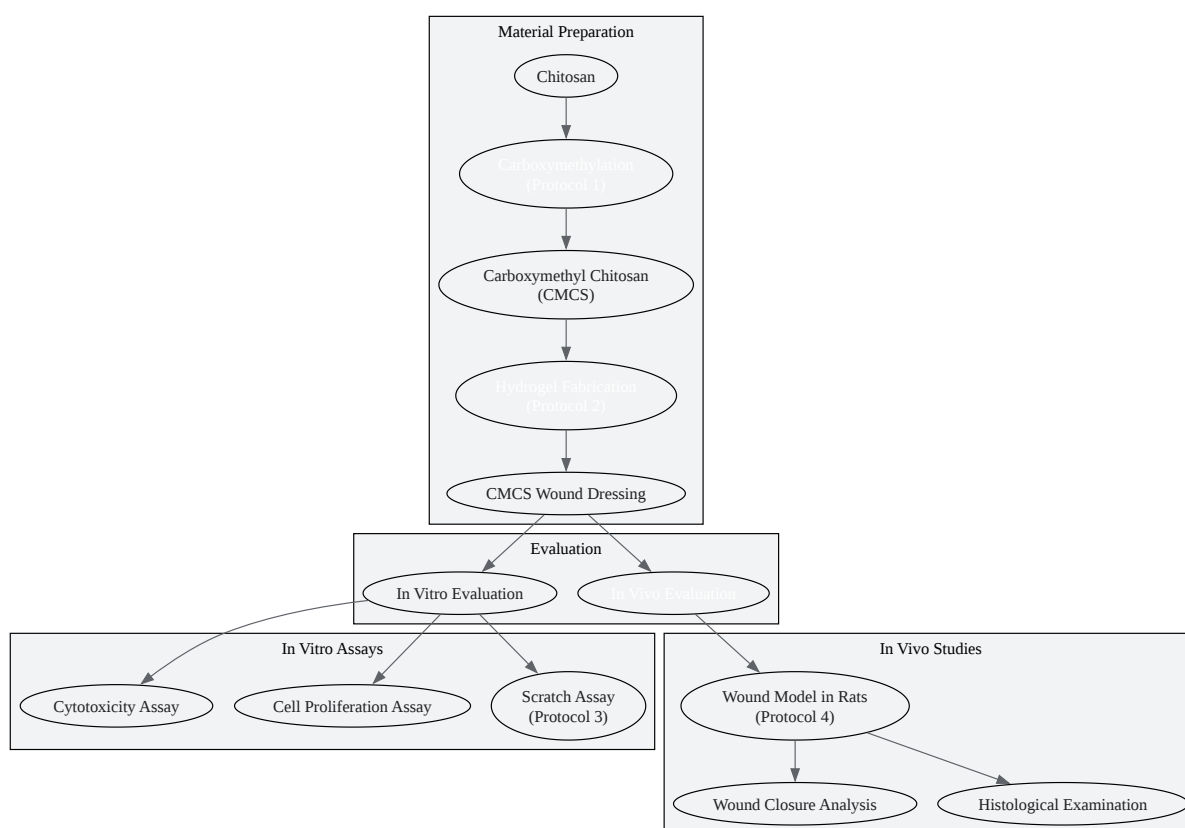 Material Preparation
Chitosan
Carboxymethylation
(Protocol 1)
Carboxymethyl Chitosan
(CMCS)
Hydrogel Fabrication
(Protocol 2)
CMCS Wound Dressing
Evaluation
In Vitro Evaluation
In Vivo Evaluation
In Vitro Assays
Cytotoxicity Assay
Cell Proliferation Assay
Scratch Assay
(Protocol 3)
In Vivo Studies
Wound Model in Rats
(Protocol 4)
Wound Closure Analysis
Histological Examination